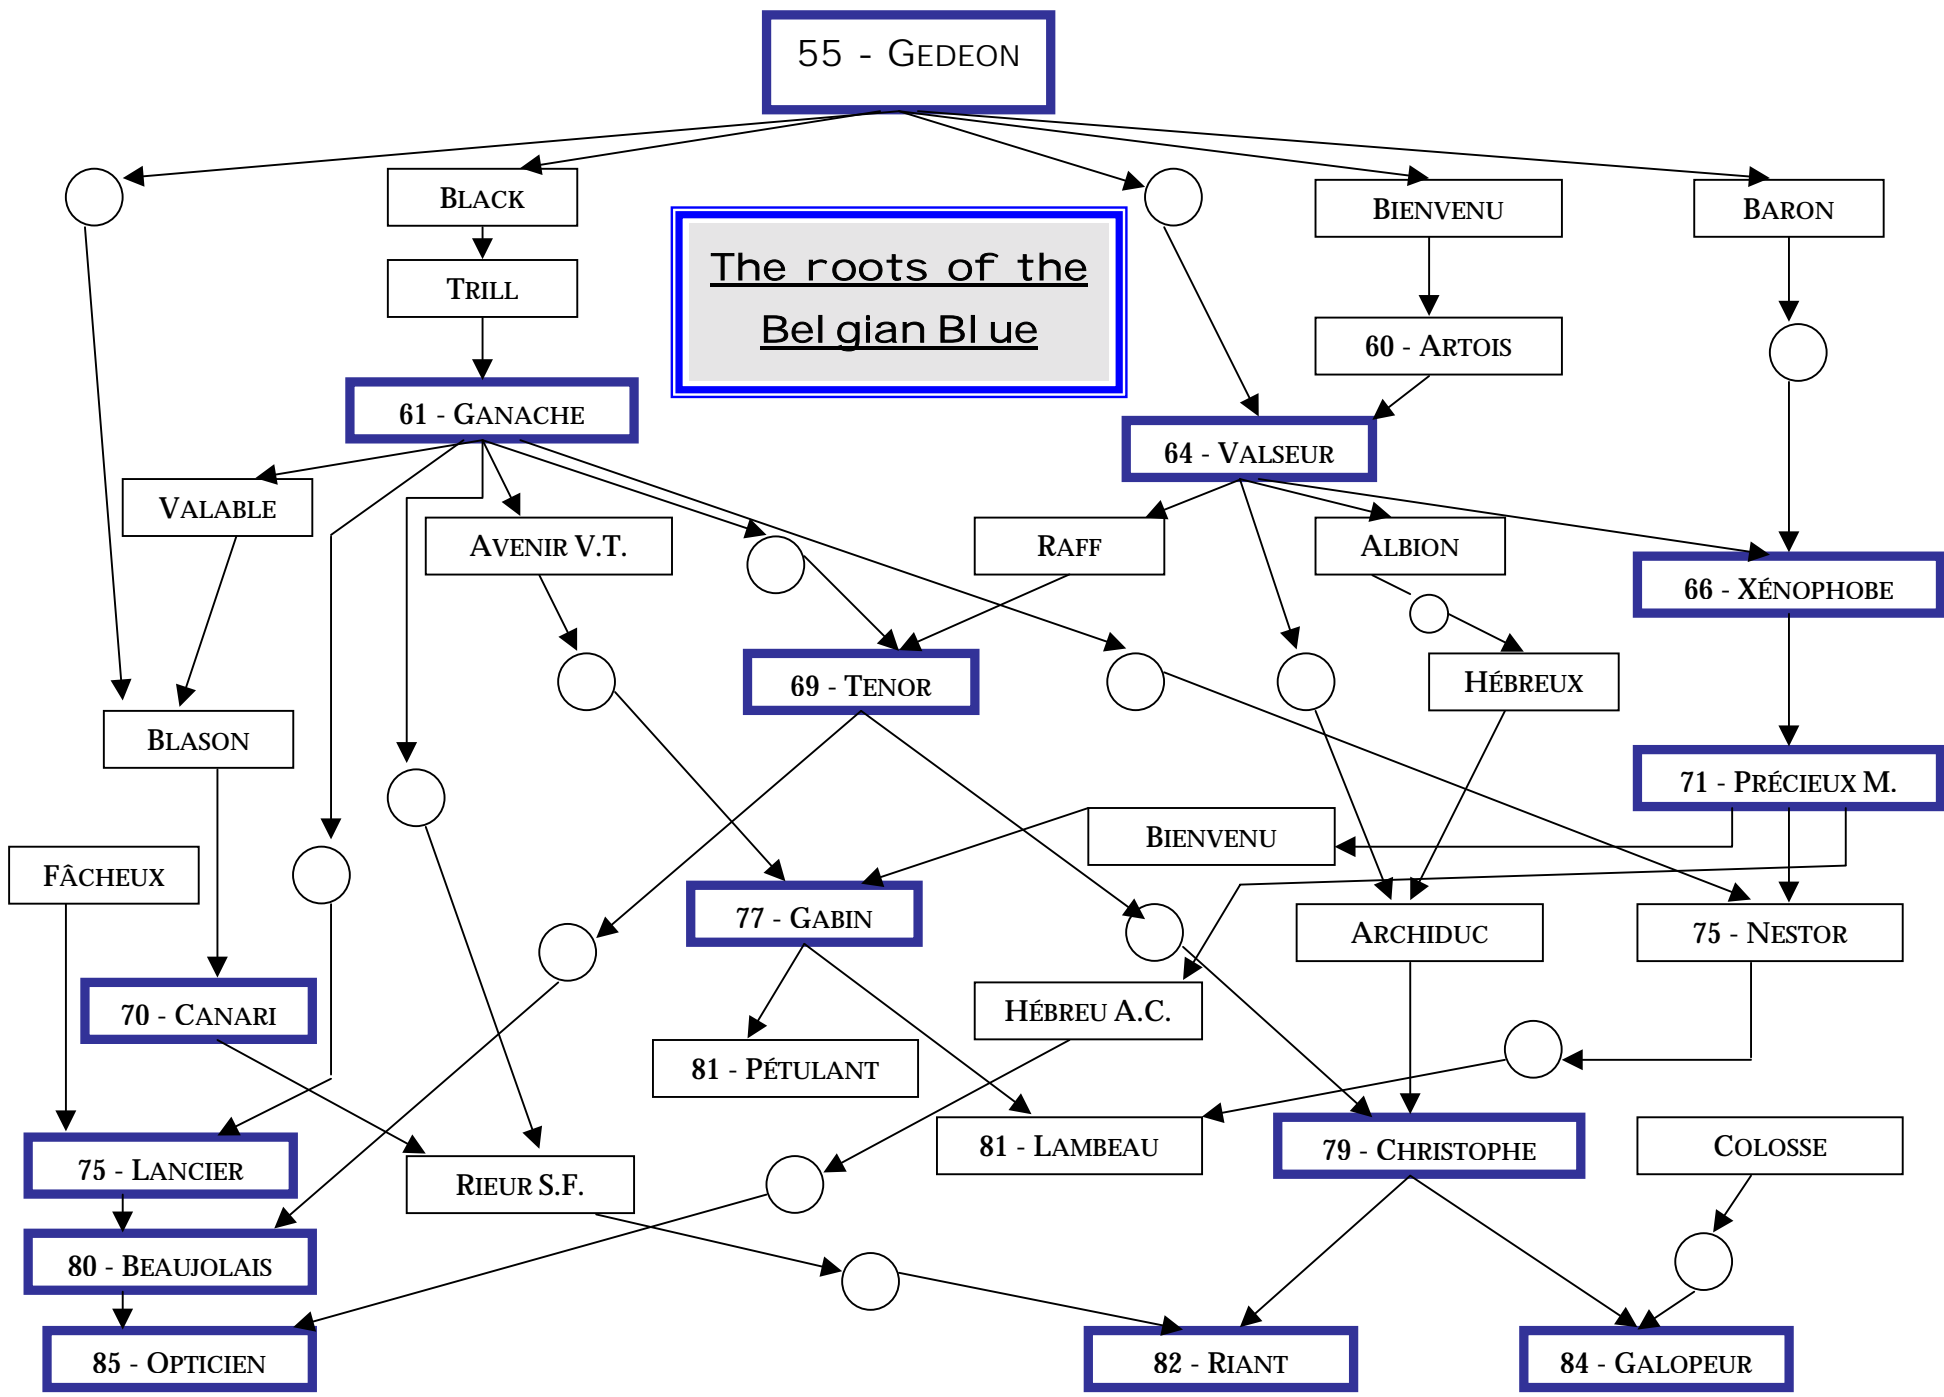 55 - GEDEON
BLACK
BIENVENU
BARON
The roots of the
Belgian Blue
TRILL
60 - ARTOIS
61 - GANACHE
64 - VALSEUR
VALABLE
AVENIR V.T.
RAFF
ALBION
66 - XÉNOPHOBE
69 - TENOR
HÉBREUX
BLASON
71 - PRÉCIEUX M.
BIENVENU
FÂCHEUX
77 - GABIN
ARCHIDUC
75 - NESTOR
70 - CANARI
HÉBREU A.C.
81 - PÉTULANT
75 - LANCIER
RIEUR S.F.
81 - LAMBEAU
79 - CHRISTOPHE
COLOSSE
80 - BEAUJOLAIS
85 - OPTICIEN
82 - RIANT
84 - GALOPEUR